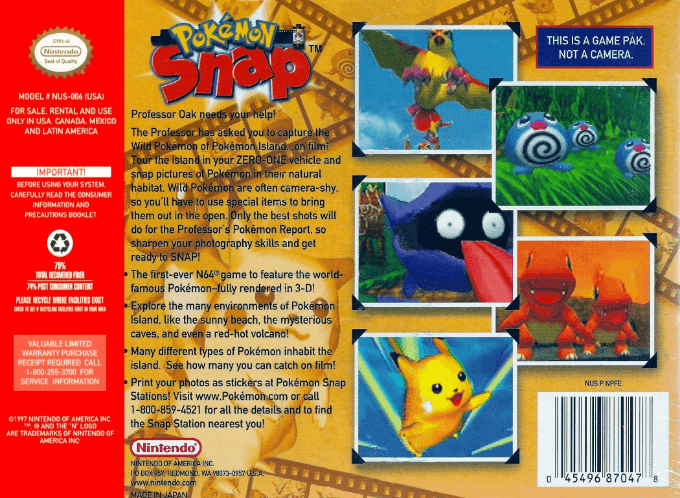 Official
Nintendo
Seal of Quality
MODEL # NUS-006 (USA)
FOR SALE, RENTAL AND USE
ONLY IN USA, CANADA, MEXICO
AND LATIN AMERICA
IMPORTANT!
BEFORE USING YOUR SYSTEM,
CAREFULLY READ THE CONSUMER
INFORMATION AND
PRECAUTIONS BOOKLET.
TOTAL RECOVERED FIBER
74% POST CONSUMER CONTENT
PLEASE RECYCLE WHERE FACILITIES EXIST
VALUABLE LIMITED
WARRANTY PURCHASE
RECEIPT REQUIRED. CALL
1-800-255-3700 FOR
SERVICE INFORMATION
©1997 NINTENDO OF AMERICA INC.
™, ® AND THE "N" LOGO
ARE TRADEMARKS OF NINTENDO OF
AMERICA INC.
POKéMON
Snap™
Professor Oak needs your help!
The Professor has asked you to capture the
Wild Pokémon of Pokémon Island...on film!
Tour the island in your ZERO-ONE vehicle and
snap pictures of Pokémon in their natural
habitat. Wild Pokémon are often camera-shy,
so you'll have to use special items to bring
them out in the open. Only the best shots will
do for the Professor's Pokémon Report, so
sharpen your photography skills and get
ready to SNAP!
• The first-ever N64® game to feature the world-
famous Pokémon–fully rendered in 3-D!
• Explore the many environments of Pokémon
Island, like the sunny beach, the mysterious
caves, and even a red-hot volcano!
• Many different types of Pokémon inhabit the
island. See how many you can catch on film!
• Print your photos as stickers at Pokémon Snap
Stations! Visit www.Pokémon.com or call
1-800-859-4521 for all the details and to find
the Snap Station nearest you!
Nintendo®
NINTENDO OF AMERICA INC.
PO BOX 957, REDMOND, WA 98073-0957 U.S.A.
www.nintendo.com
MADE IN JAPAN
THIS IS A GAME PAK.
NOT A CAMERA.
NUS P NPFE
0 45496 87047 8